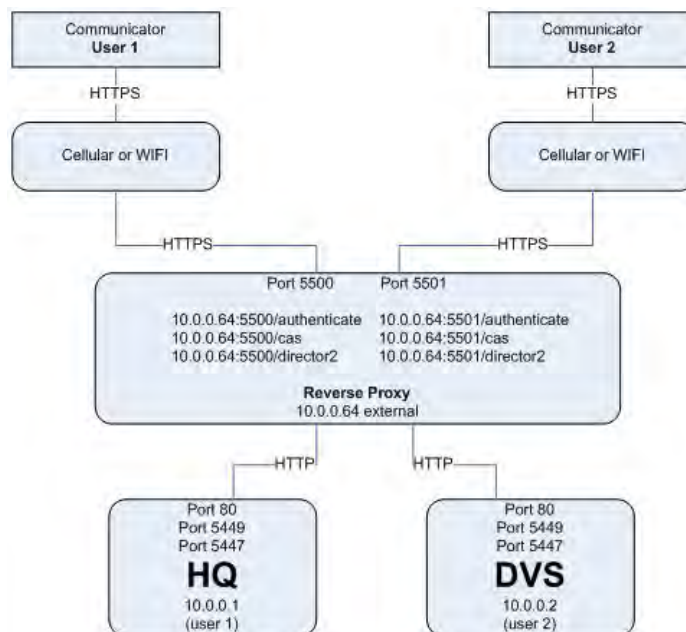 Communicator
User 1
Communicator
User 2
HTTPS
HTTPS
Cellular or WIFI
Cellular or WIFI
HTTPS
HTTPS
Port 5500
Port 5501
10.0.0.64:5500/authenticate
10.0.0.64:5500/cas
10.0.0.64:5500/director2
10.0.0.64:5501/authenticate
10.0.0.64:5501/cas
10.0.0.64:5501/director2
Reverse Proxy
10.0.0.64 external
HTTP
HTTP
Port 80
Port 5449
Port 5447
HQ
10.0.0.1
(user 1)
Port 80
Port 5449
Port 5447
DVS
10.0.0.2
(user 2)